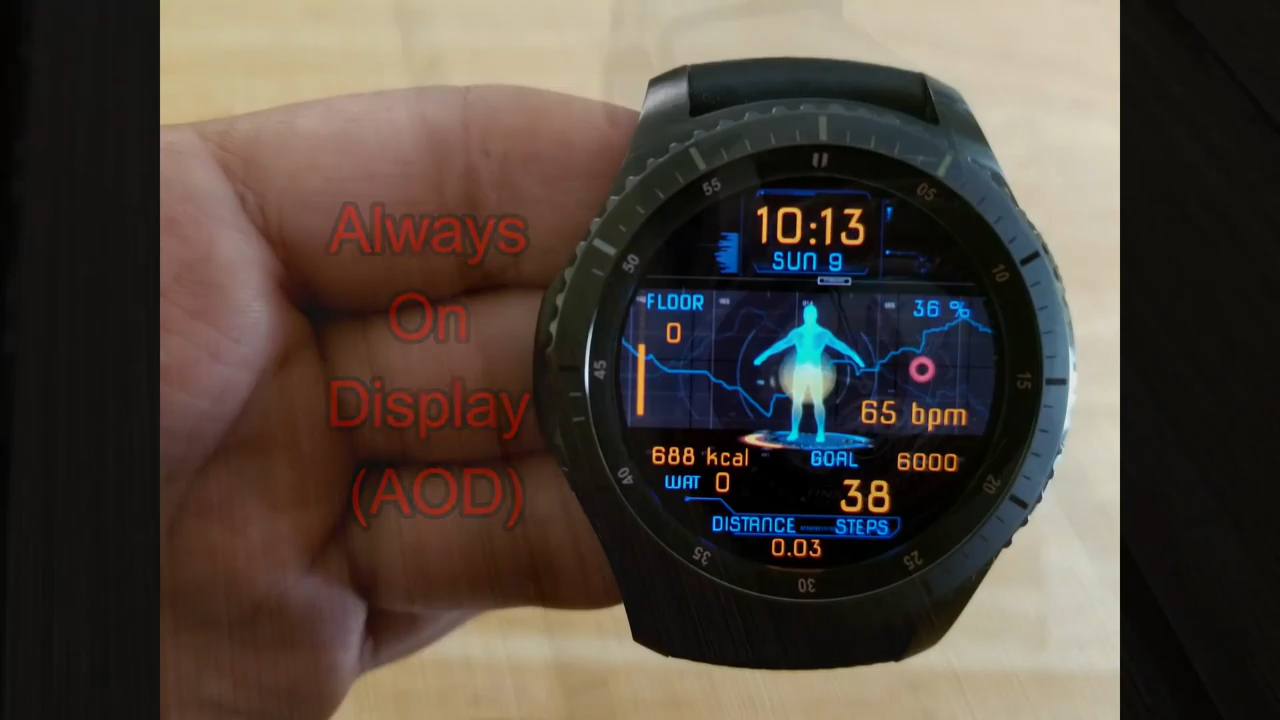 Always
On
Display
(AOD)
55
05
50
10
45
15
40
20
35
25
30
10:13
SUN 9
FLOOR
0
36 %
65 bpm
688 kcal
GOAL
6000
WAT 0
38
DISTANCE
STEPS
0.03